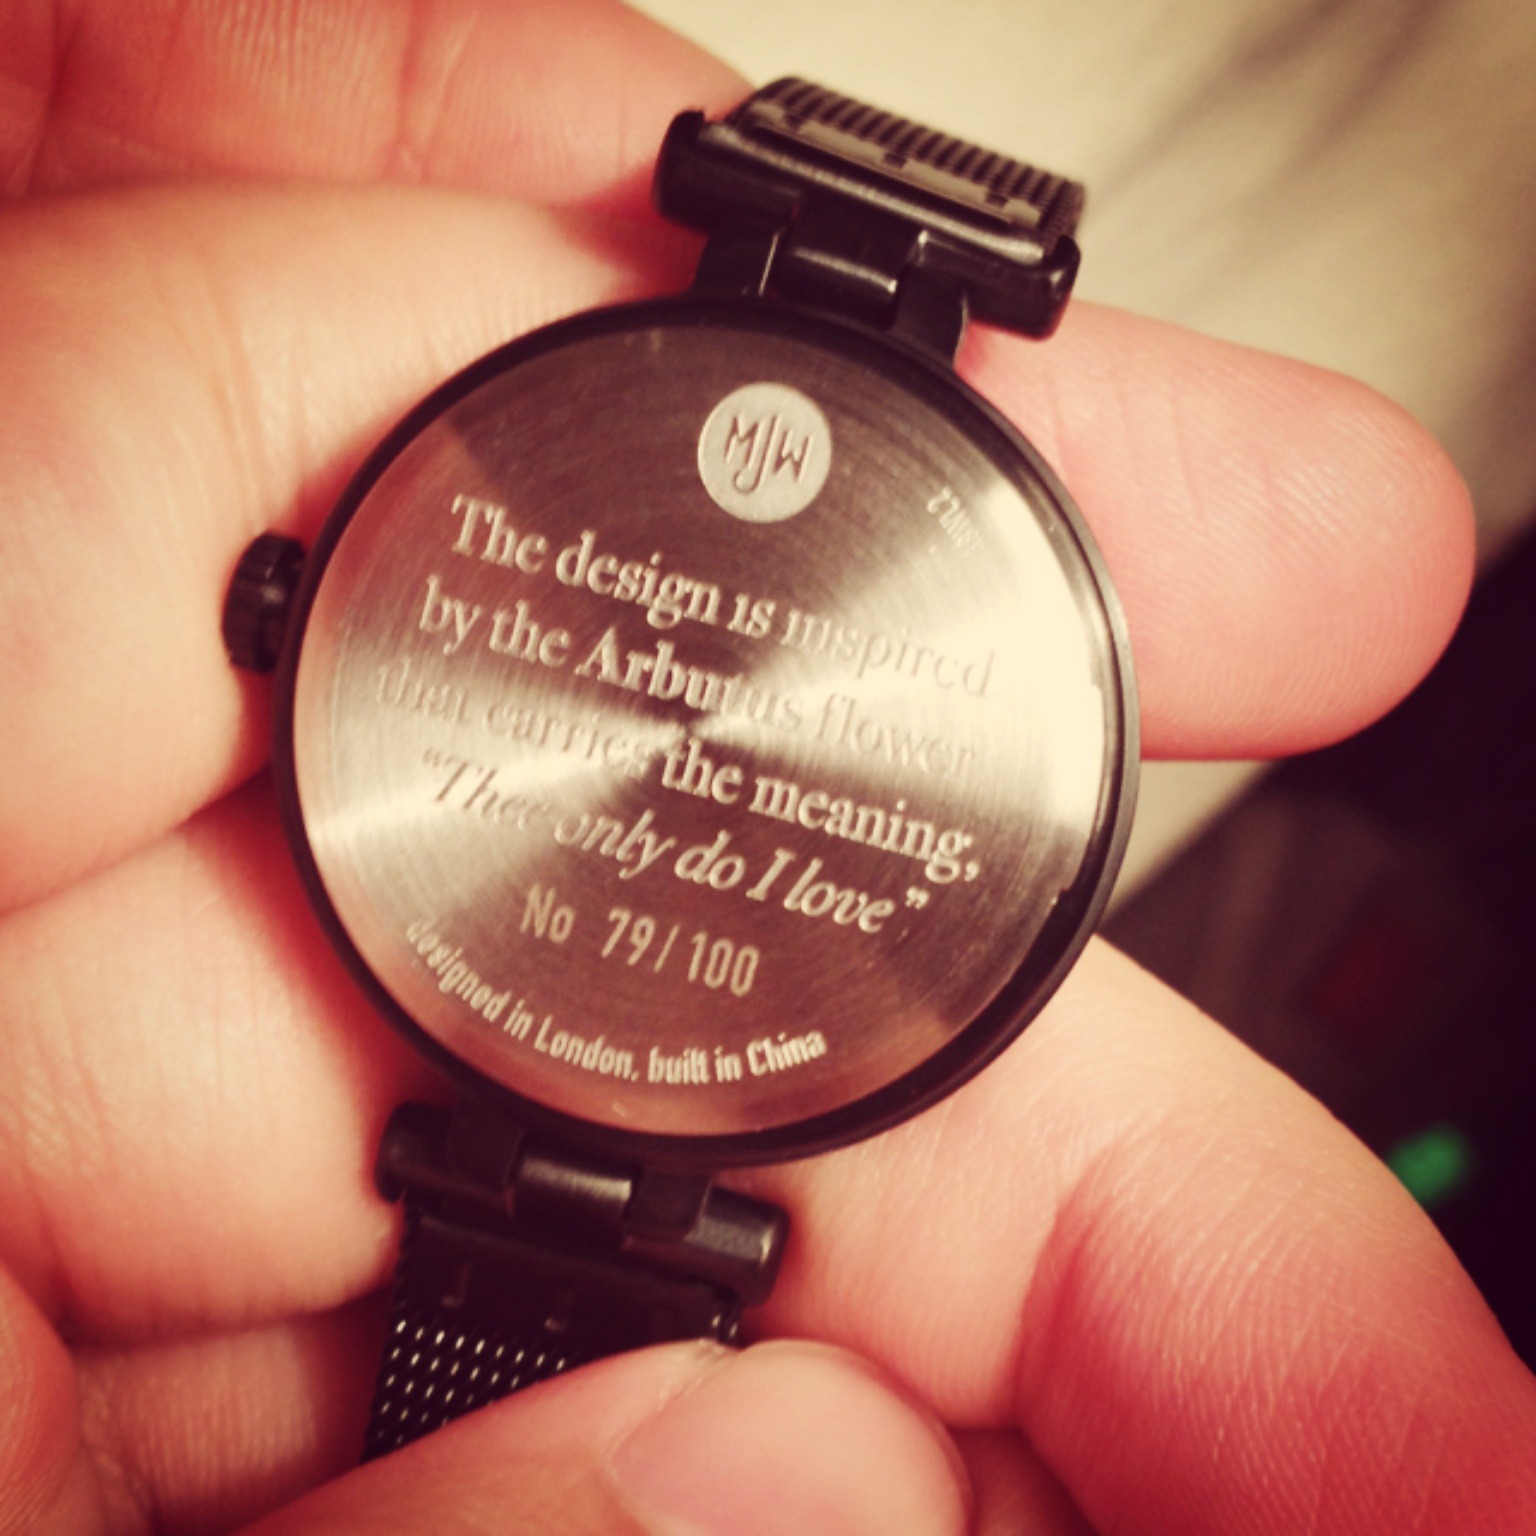 MJW
The design is inspired
by the Arbutus flower
that carries the meaning,
“Thee only do I love”
No 79/100
designed in London. built in China